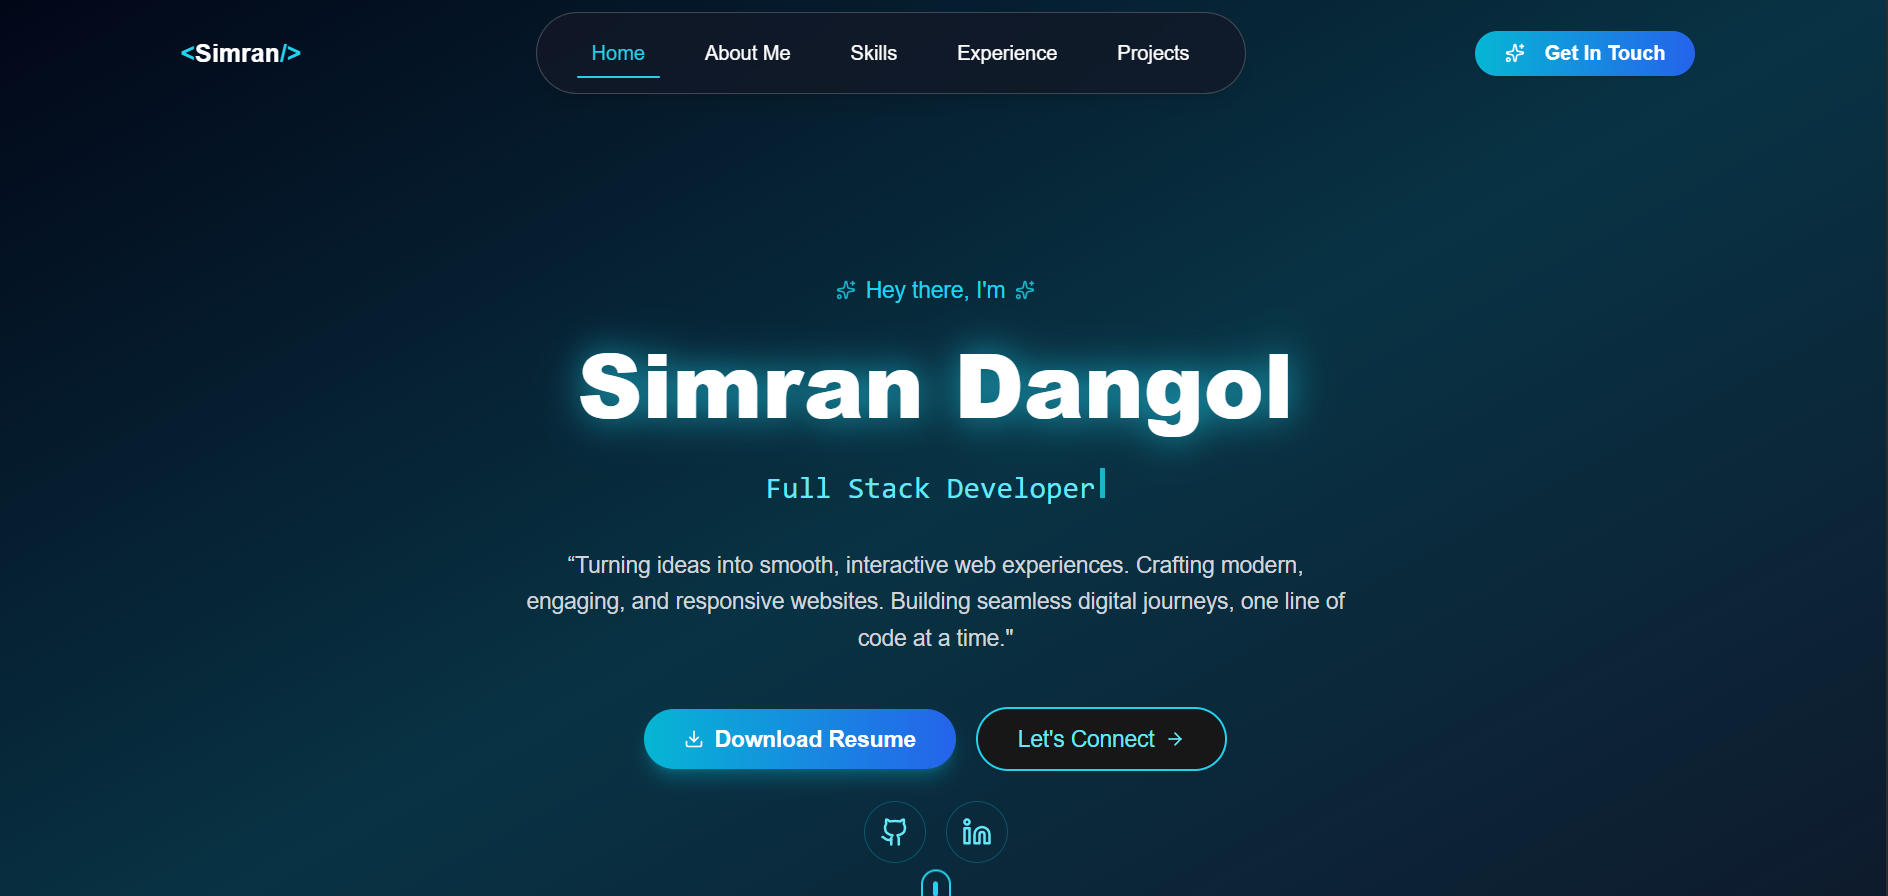 <Simran/>
Home About Me Skills Experience Projects
Get In Touch
Hey there, I'm
Simran Dangol
Full Stack Developer
“Turning ideas into smooth, interactive web experiences. Crafting modern,
engaging, and responsive websites. Building seamless digital journeys, one line of
code at a time."
Download Resume
Let's Connect